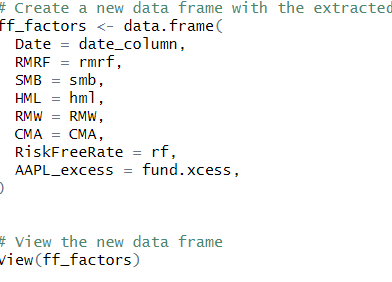 # Create a new data frame with the extracted
ff_factors <- data.frame(
  Date = date_column,
  RMRF = rmrf,
  SMB = smb,
  HML = hml,
  RMW = RMW,
  CMA = CMA,
  RiskFreeRate = rf,
  AAPL_excess = fund.xcess,
)
# View the new data frame
View(ff_factors)